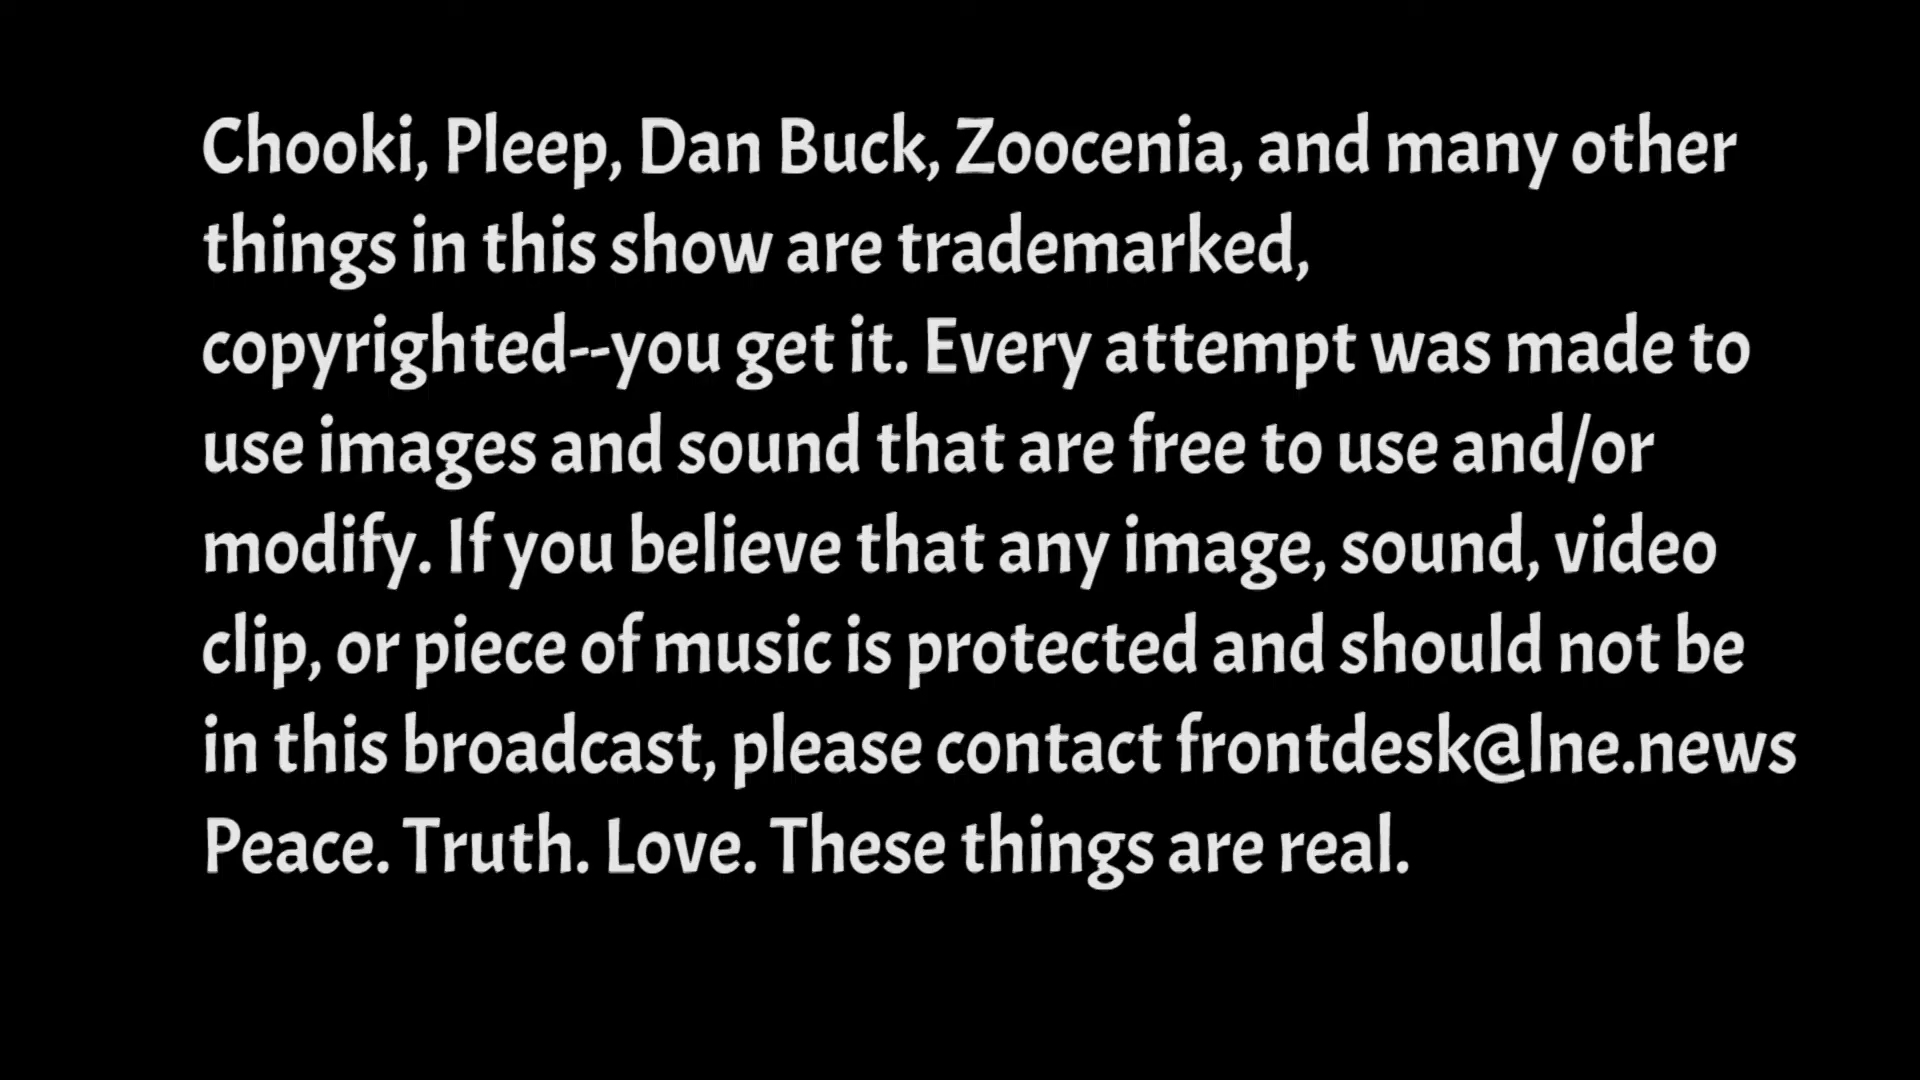 Chooki, Pleep, Dan Buck, Zoocenia, and many other
things in this show are trademarked,
copyrighted--you get it. Every attempt was made to
use images and sound that are free to use and/or
modify. If you believe that any image, sound, video
clip, or piece of music is protected and should not be
in this broadcast, please contact frontdesk@lne.news
Peace. Truth. Love. These things are real.